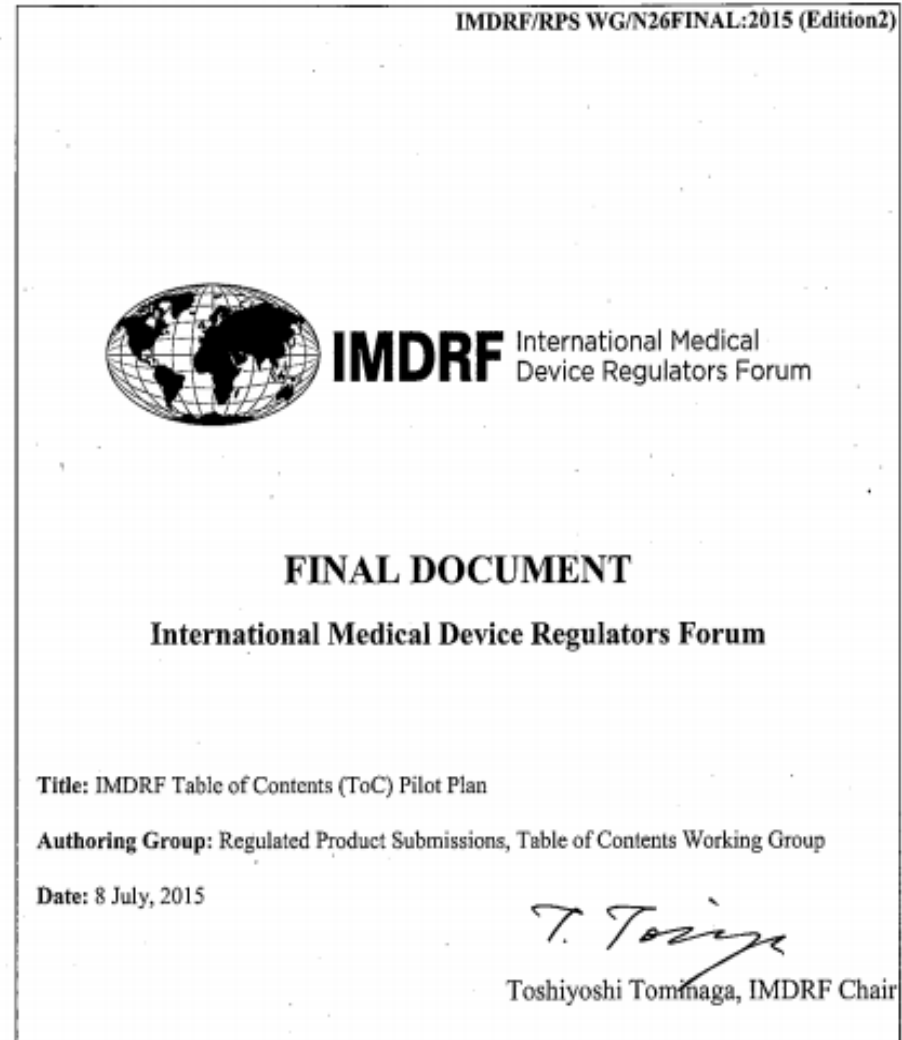 IMDRF/RPS WG/N26FINAL:2015 (Edition2)
IMDRF International Medical
Device Regulators Forum
FINAL DOCUMENT
International Medical Device Regulators Forum
Title: IMDRF Table of Contents (ToC) Pilot Plan
Authoring Group: Regulated Product Submissions, Table of Contents Working Group
Date: 8 July, 2015
Toshiyoshi Tominaga, IMDRF Chair